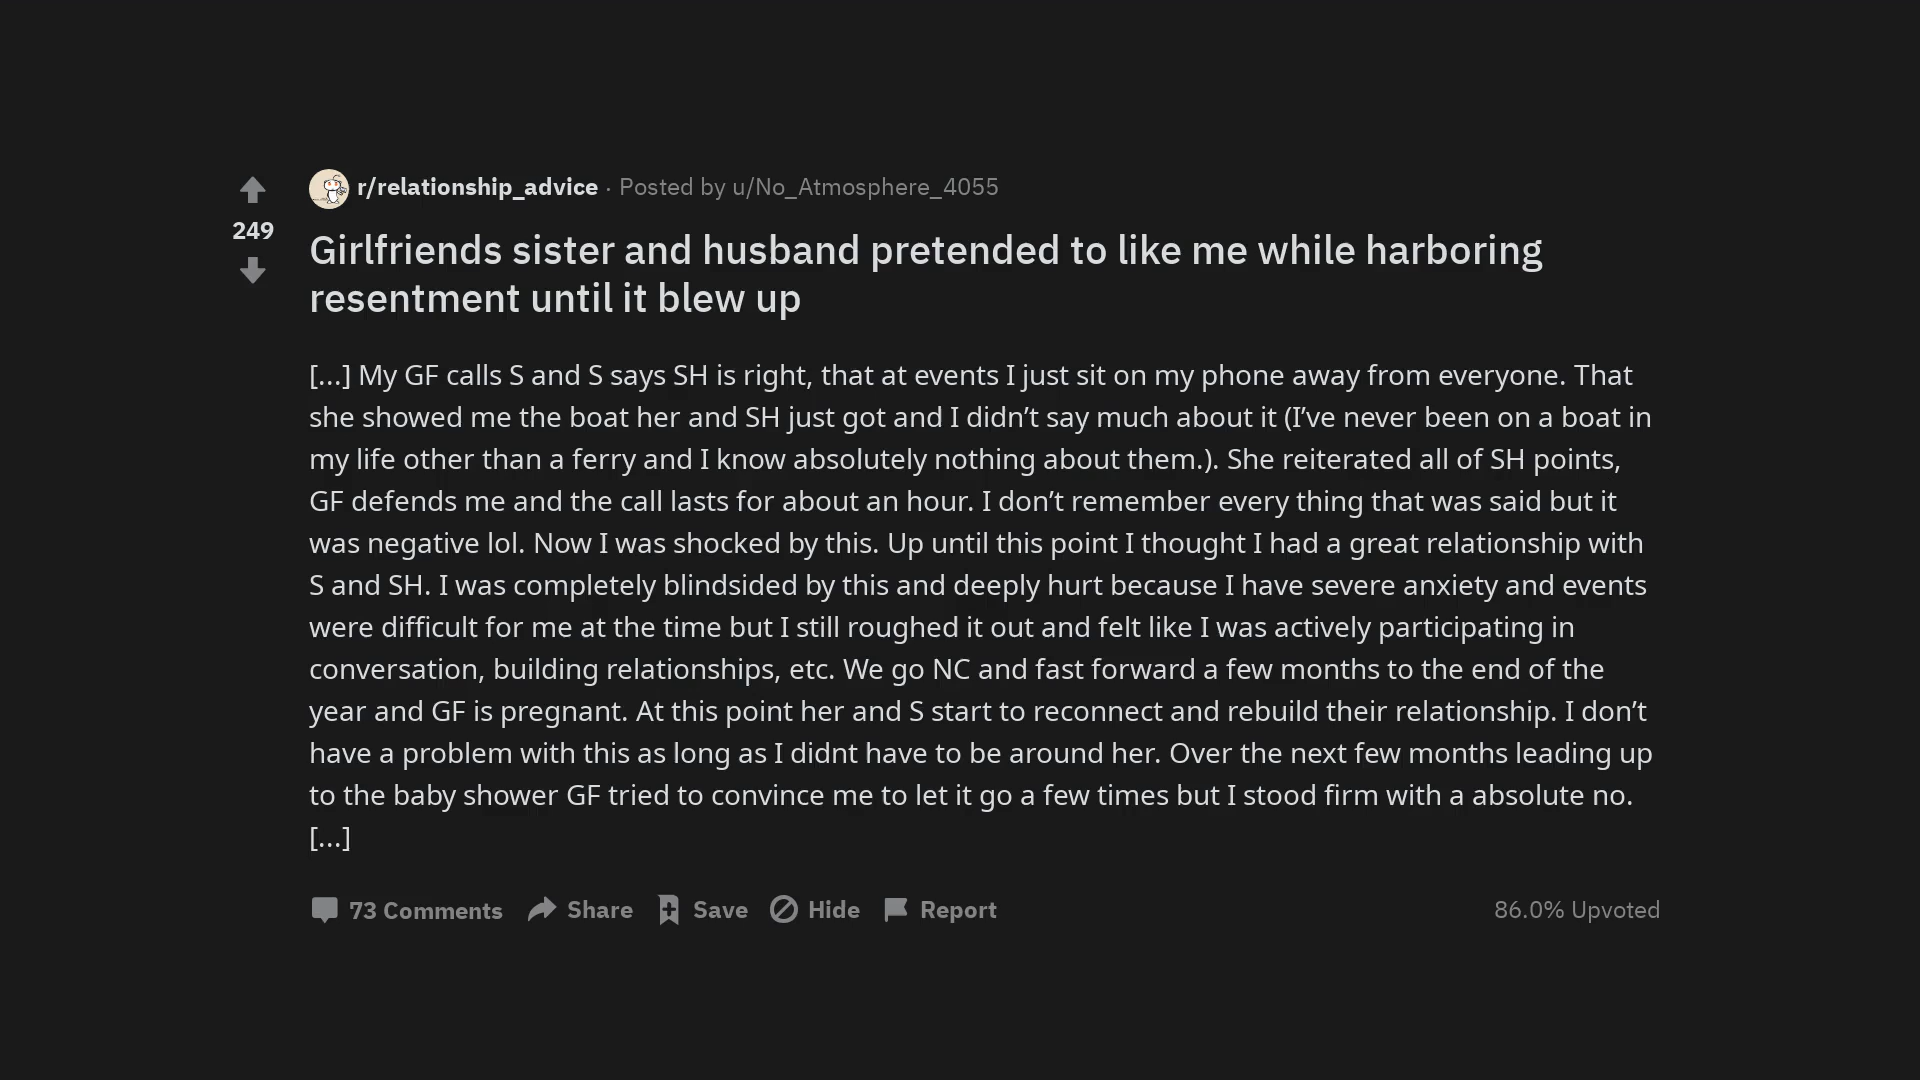 r/relationship_advice · Posted by u/No_Atmosphere_4055
249
Girlfriends sister and husband pretended to like me while harboring
resentment until it blew up
[...] My GF calls S and S says SH is right, that at events I just sit on my phone away from everyone. That
she showed me the boat her and SH just got and I didn’t say much about it (I’ve never been on a boat in
my life other than a ferry and I know absolutely nothing about them.). She reiterated all of SH points,
GF defends me and the call lasts for about an hour. I don’t remember every thing that was said but it
was negative lol. Now I was shocked by this. Up until this point I thought I had a great relationship with
S and SH. I was completely blindsided by this and deeply hurt because I have severe anxiety and events
were difficult for me at the time but I still roughed it out and felt like I was actively participating in
conversation, building relationships, etc. We go NC and fast forward a few months to the end of the
year and GF is pregnant. At this point her and S start to reconnect and rebuild their relationship. I don’t
have a problem with this as long as I didnt have to be around her. Over the next few months leading up
to the baby shower GF tried to convince me to let it go a few times but I stood firm with a absolute no.
[...]
73 Comments Share Save Hide Report 86.0% Upvoted